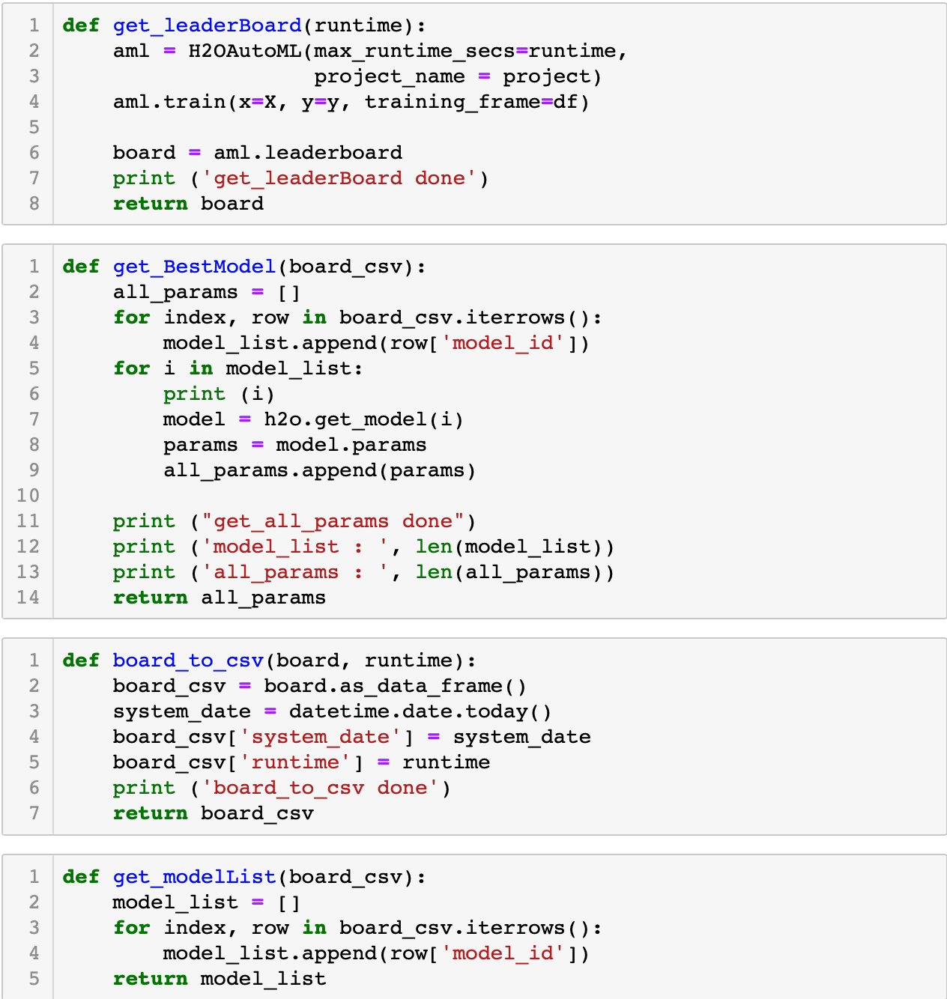 1 def get_leaderBoard(runtime):
2     aml = H2OAutoML(max_runtime_secs=runtime,
3                     project_name = project)
4     aml.train(x=X, y=y, training_frame=df)
5
6     board = aml.leaderboard
7     print ('get_leaderBoard done')
8     return board
1 def get_BestModel(board_csv):
2     all_params = []
3     for index, row in board_csv.iterrows():
4         model_list.append(row['model_id'])
5     for i in model_list:
6         print (i)
7         model = h2o.get_model(i)
8         params = model.params
9         all_params.append(params)
10
11     print ("get_all_params done")
12     print ('model_list : ', len(model_list))
13     print ('all_params : ', len(all_params))
14     return all_params
1 def board_to_csv(board, runtime):
2     board_csv = board.as_data_frame()
3     system_date = datetime.date.today()
4     board_csv['system_date'] = system_date
5     board_csv['runtime'] = runtime
6     print ('board_to_csv done')
7     return board_csv
1 def get_modelList(board_csv):
2     model_list = []
3     for index, row in board_csv.iterrows():
4         model_list.append(row['model_id'])
5     return model_list